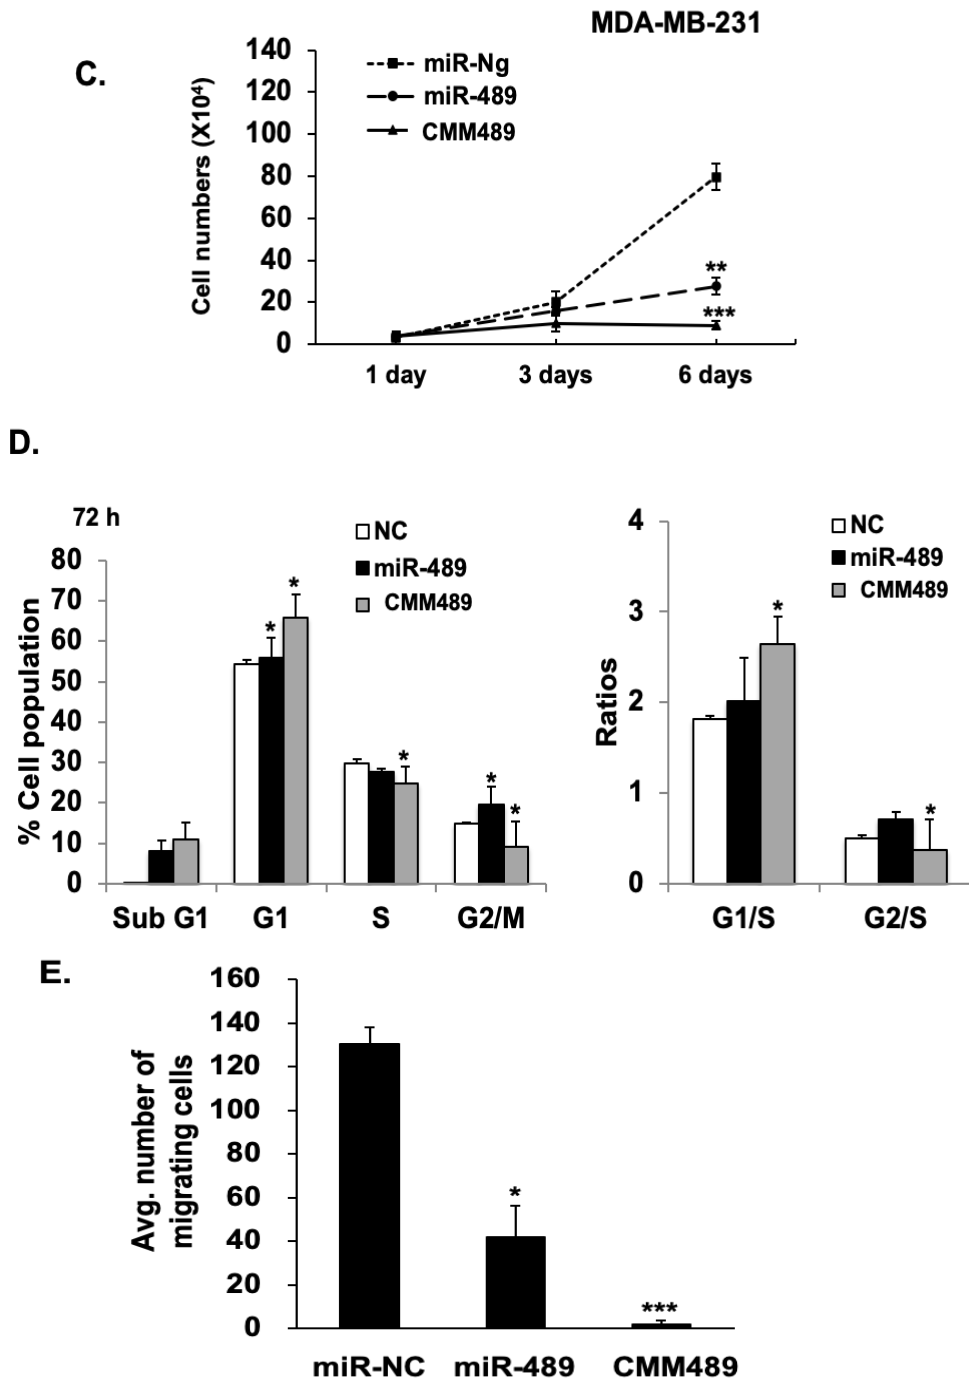 MDA-MB-231
C.
Cell numbers (X10⁴)
140
120
100
80
60
40
20
0
miR-Ng
miR-489
CMM489
**
***
1 day
3 days
6 days
D.
72 h
% Cell population
80
70
60
50
40
30
20
10
0
NC
miR-489
CMM489
*
*
*
*
*
Sub G1
G1
S
G2/M
Ratios
4
3
2
1
0
NC
miR-489
CMM489
*
*
G1/S
G2/S
E.
Avg. number of
migrating cells
160
140
120
100
80
60
40
20
0
*
***
miR-NC
miR-489
CMM489